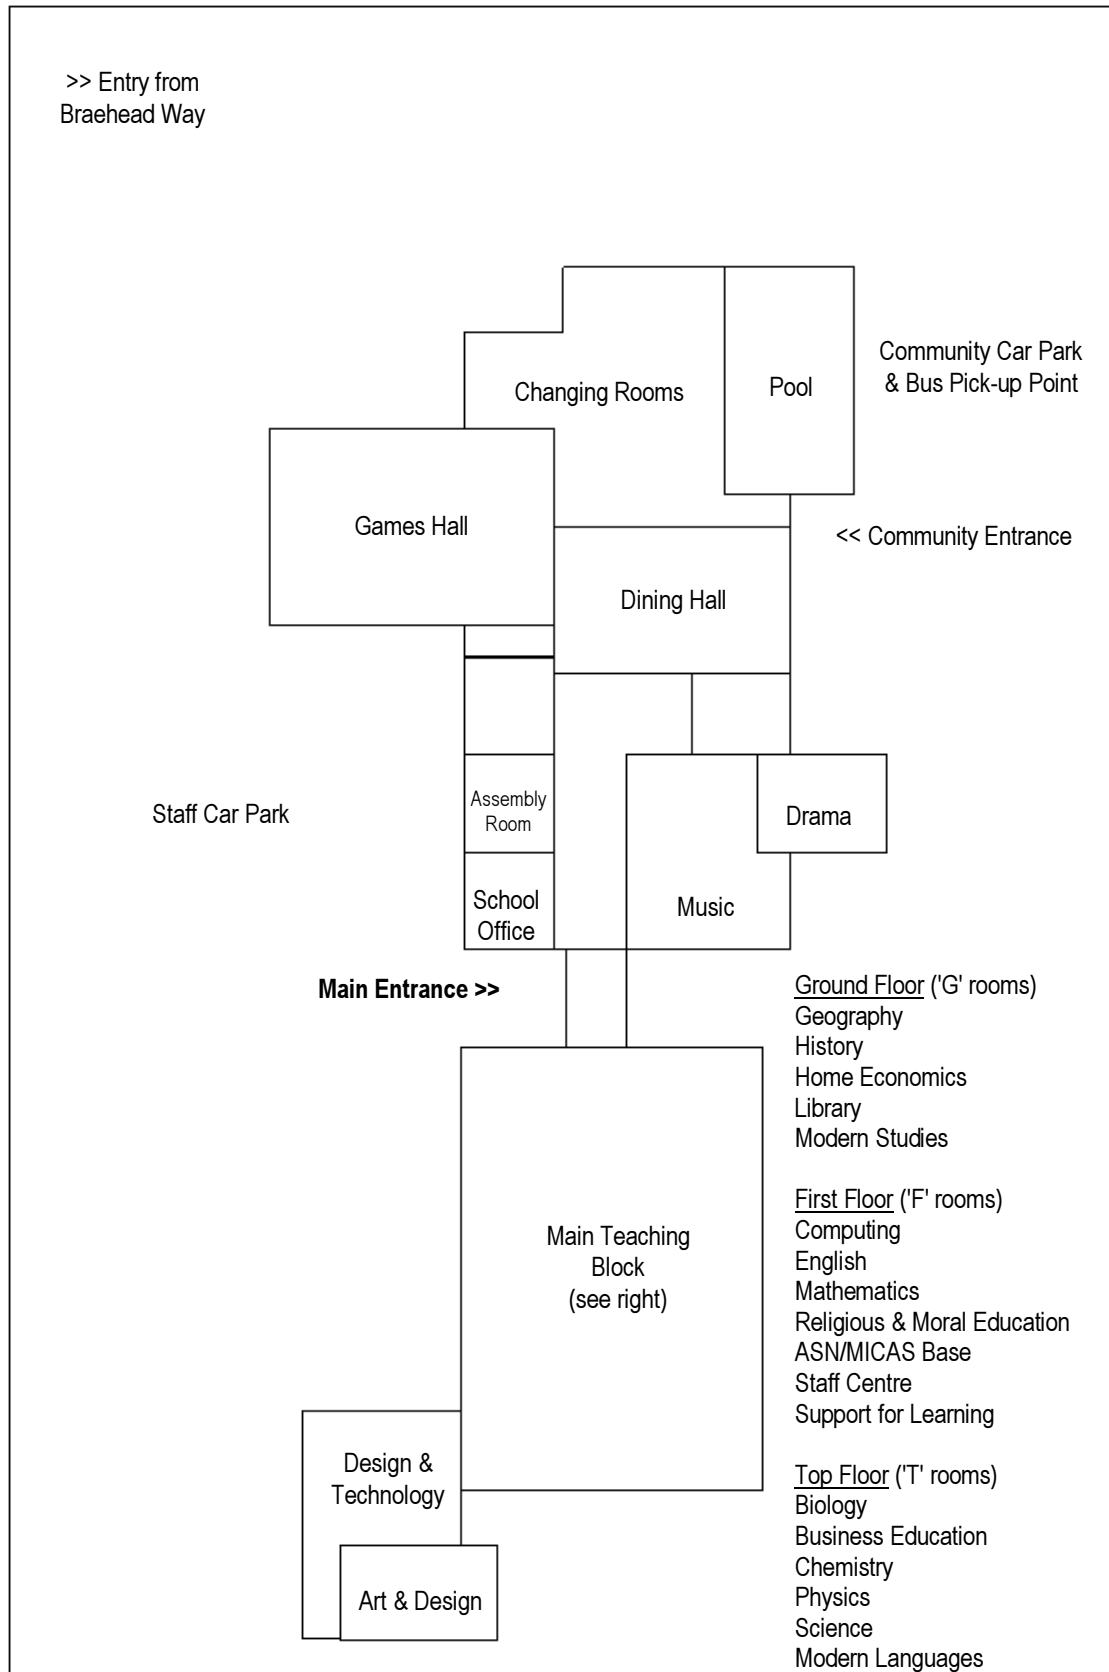 >> Entry from
Braehead Way
Community Car Park
& Bus Pick-up Point
Changing Rooms
Pool
Games Hall
<< Community Entrance
Dining Hall
Staff Car Park
Assembly
Room
Drama
School
Office
Music
Main Entrance >>
Ground Floor ('G' rooms)
Geography
History
Home Economics
Library
Modern Studies
First Floor ('F' rooms)
Computing
English
Mathematics
Religious & Moral Education
ASN/MICAS Base
Staff Centre
Support for Learning
Main Teaching
Block
(see right)
Design &
Technology
Art & Design
Top Floor ('T' rooms)
Biology
Business Education
Chemistry
Physics
Science
Modern Languages